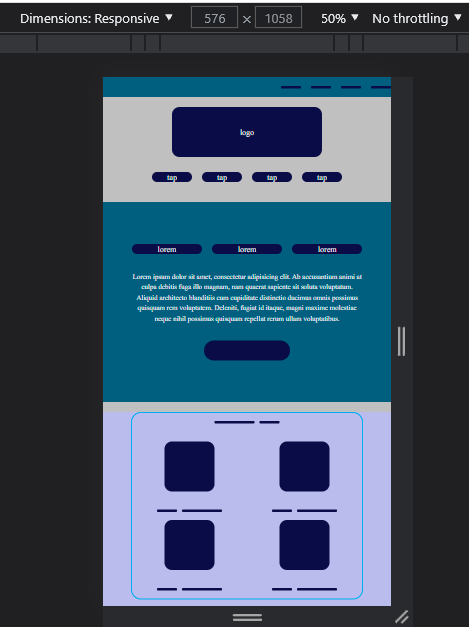 Dimensions: Responsive ▼ 576 × 1058 50% ▼ No throttling ▼
logo
tap tap tap tap
lorem lorem lorem
Lorem ipsum dolor sit amet, consectetur adipisicing elit. Ab accusantium animi at
culpa debitis fuga illo magnam, nam quaerat sapiente sit soluta voluptatum.
Aliquid architecto blanditiis cum cupiditate distinctio ducimus omnis possimus
quisquam rem voluptatem. Deleniti, fugiat id itaque, magni maxime molestiae
neque nihil possimus quisquam repellat rerum ullam voluptatibus.